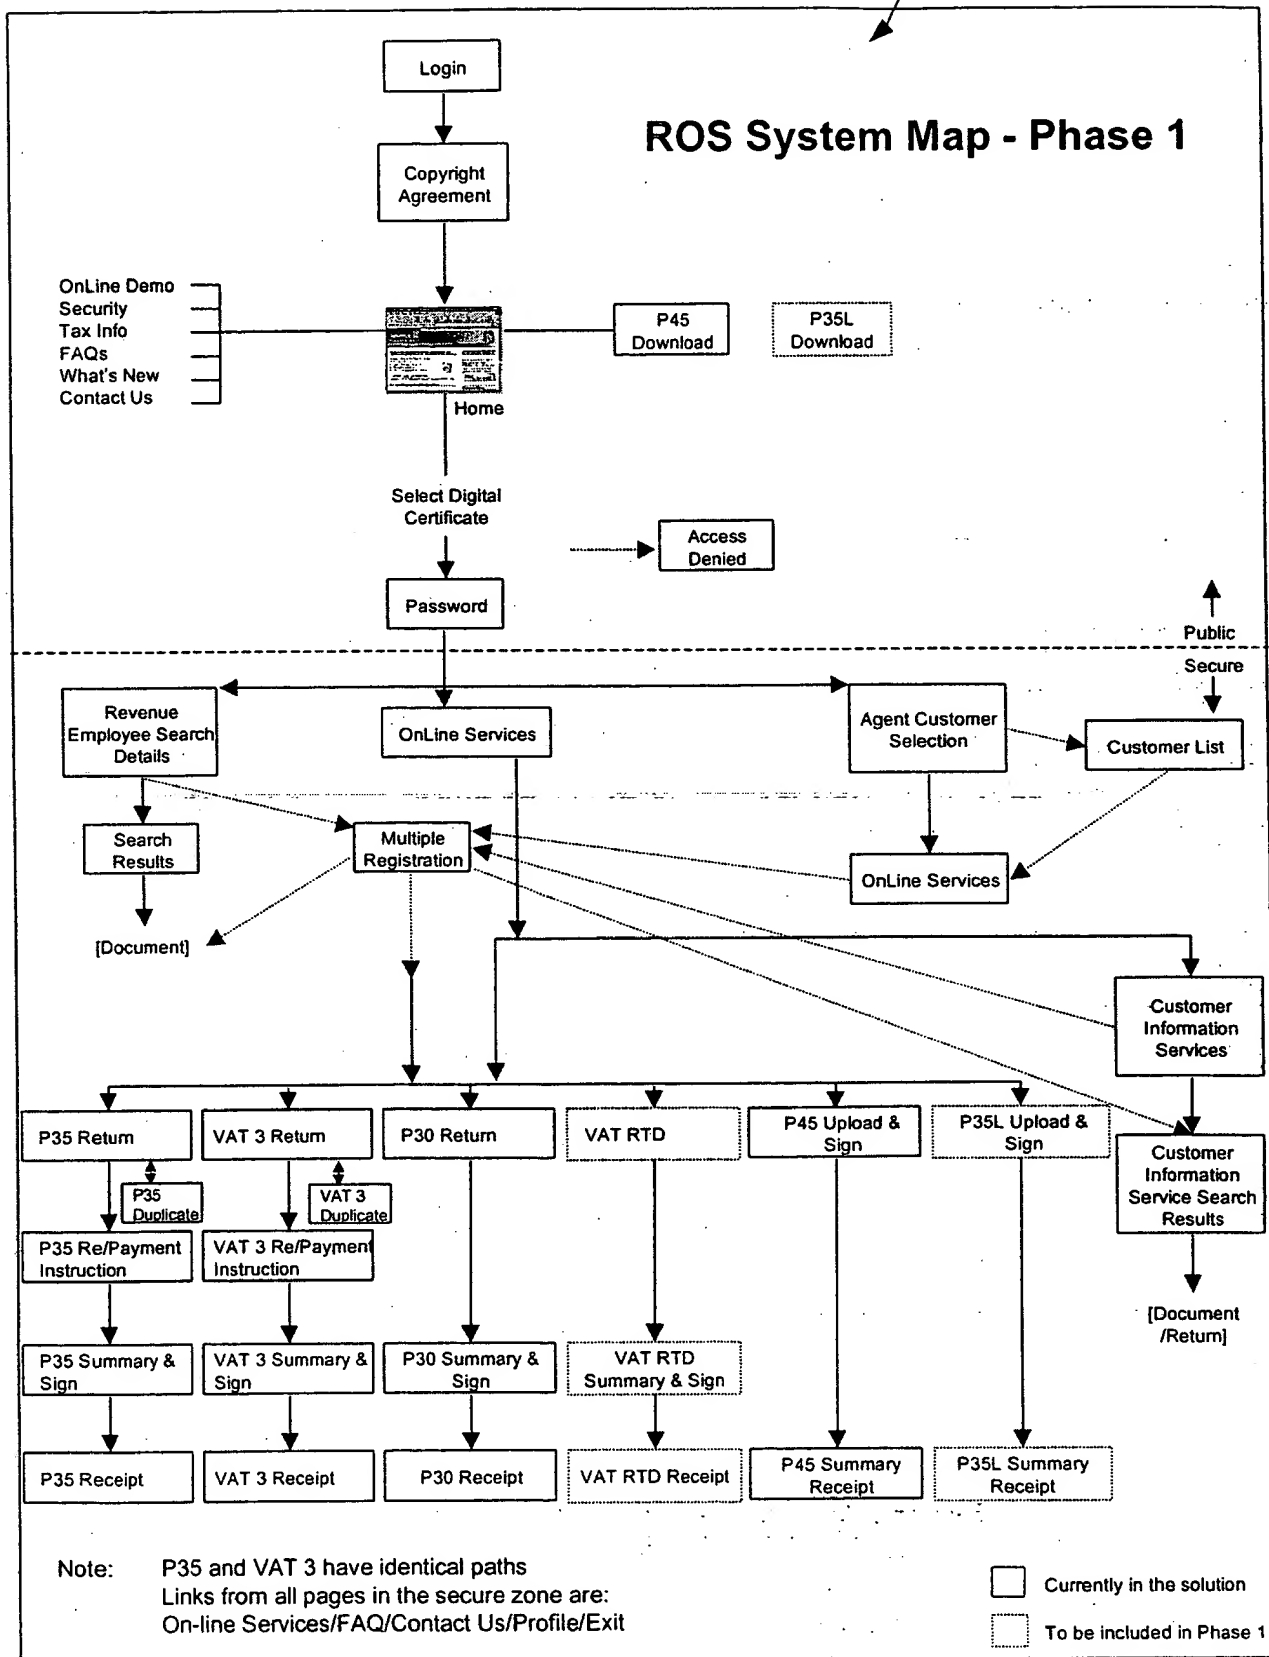 Login
ROS System Map - Phase 1
Copyright
Agreement
OnLine Demo
Security
Tax Info
FAQs
What's New
Contact Us
P45
Download
P35L
Download
Home
Select Digital
Certificate
Access
Denied
Password
Public
Secure
Revenue
Employee Search
Details
OnLine Services
Agent Customer
Selection
Customer List
Search
Results
Multiple
Registration
OnLine Services
[Document]
Customer
Information
Services
P35 Return
VAT 3 Return
P30 Return
VAT RTD
P45 Upload &
Sign
P35L Upload &
Sign
Customer
Information
Service Search
Results
P35
Duplicate
VAT 3
Duplicate
P35 Re/Payment
Instruction
VAT 3 Re/Payment
Instruction
[Document
/Return]
P35 Summary &
Sign
VAT 3 Summary &
Sign
P30 Summary &
Sign
VAT RTD
Summary & Sign
P35 Receipt
VAT 3 Receipt
P30 Receipt
VAT RTD Receipt
P45 Summary
Receipt
P35L Summary
Receipt
Note: P35 and VAT 3 have identical paths
Links from all pages in the secure zone are:
On-line Services/FAQ/Contact Us/Profile/Exit
Currently in the solution
To be included in Phase 1